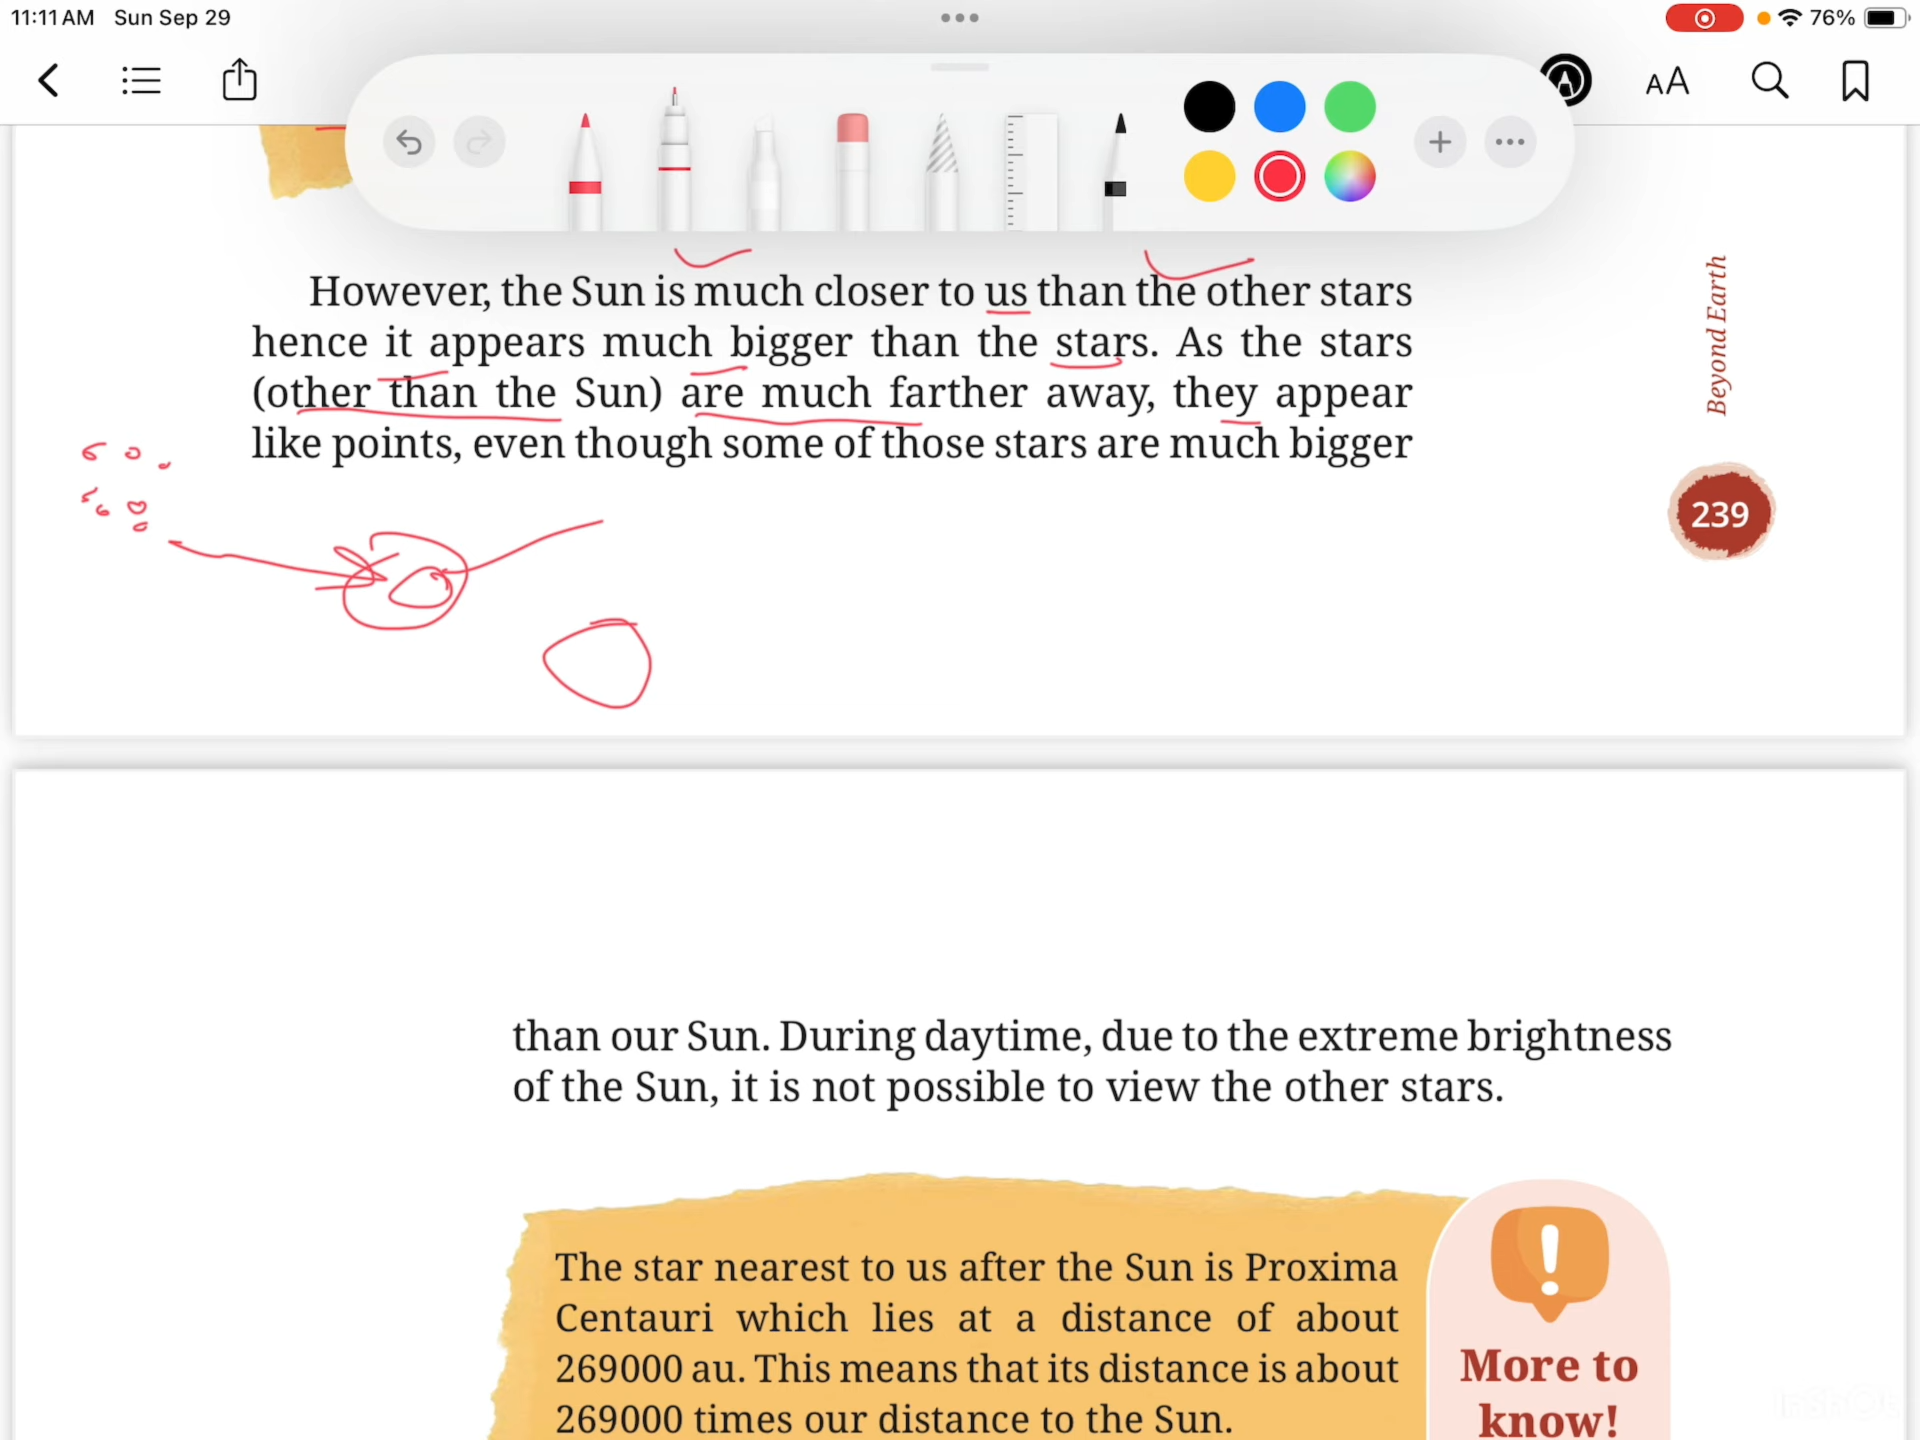 11:11 AM Sun Sep 29
76%
AA
However, the Sun is much closer to us than the other stars
hence it appears much bigger than the stars. As the stars
(other than the Sun) are much farther away, they appear
like points, even though some of those stars are much bigger
Beyond Earth
239
than our Sun. During daytime, due to the extreme brightness
of the Sun, it is not possible to view the other stars.
The star nearest to us after the Sun is Proxima
Centauri which lies at a distance of about
269000 au. This means that its distance is about
269000 times our distance to the Sun.
More to
know!